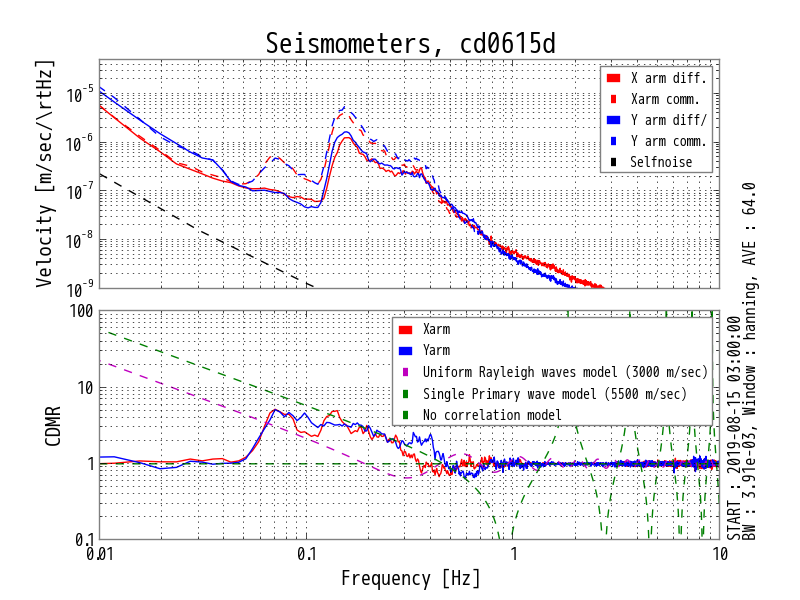 Seismometers, cd0615d
Velocity [m/sec/\rtHz]
10^-5
10^-6
10^-7
10^-8
10^-9
X arm diff.
Xarm comm.
Y arm diff/
Y arm comm.
Selfnoise
CDMR
100
10
1
0.1
Xarm
Yarm
Uniform Rayleigh waves model (3000 m/sec)
Single Primary wave model (5500 m/sec)
No correlation model
0.01
0.1
1
10
Frequency [Hz]
START : 2019-08-15 03:00:00
BW : 3.91e-03, Window : hanning, AVE : 64.0